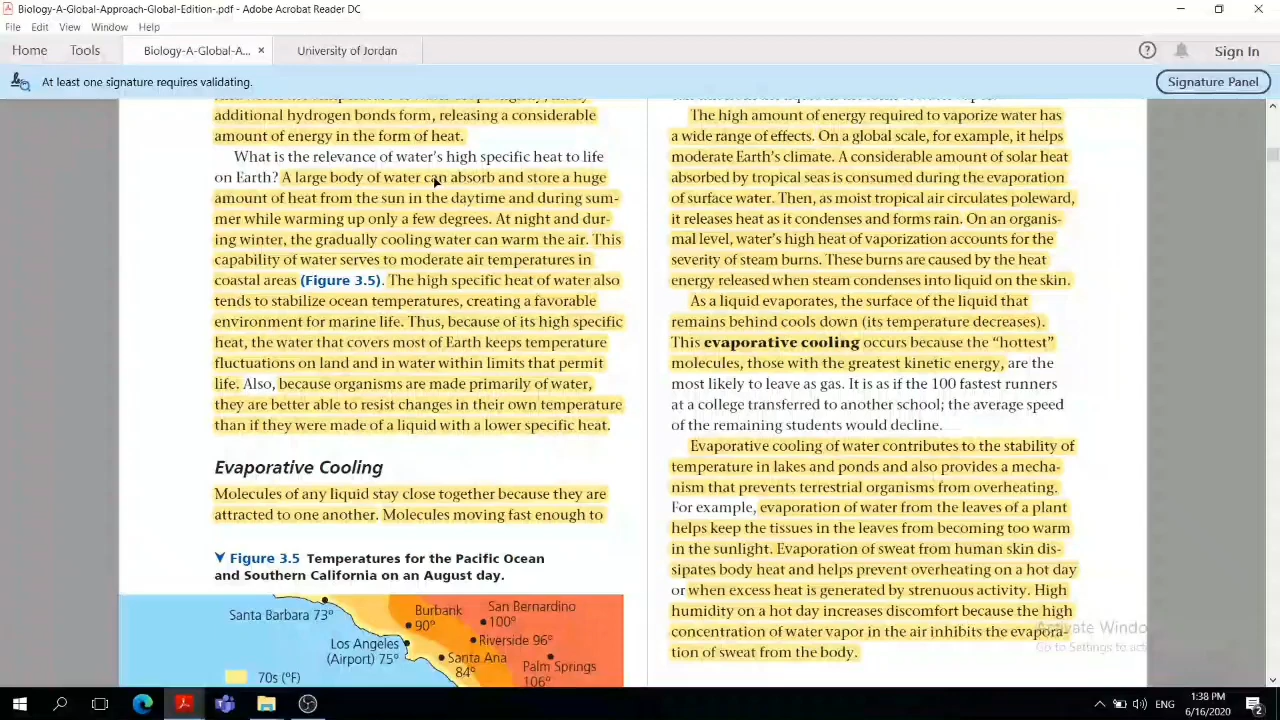 Biology-A-Global-Approach-Global-Edition-.pdf - Adobe Acrobat Reader DC
File Edit View Window Help
Home Tools Biology-A-Global-A... × University of Jordan Sign In
At least one signature requires validating. Signature Panel
additional hydrogen bonds form, releasing a considerable
amount of energy in the form of heat.
What is the relevance of water's high specific heat to life
on Earth? A large body of water can absorb and store a huge
amount of heat from the sun in the daytime and during sum-
mer while warming up only a few degrees. At night and dur-
ing winter, the gradually cooling water can warm the air. This
capability of water serves to moderate air temperatures in
coastal areas (Figure 3.5). The high specific heat of water also
tends to stabilize ocean temperatures, creating a favorable
environment for marine life. Thus, because of its high specific
heat, the water that covers most of Earth keeps temperature
fluctuations on land and in water within limits that permit
life. Also, because organisms are made primarily of water,
they are better able to resist changes in their own temperature
than if they were made of a liquid with a lower specific heat.
Evaporative Cooling
Molecules of any liquid stay close together because they are
attracted to one another. Molecules moving fast enough to
Figure 3.5 Temperatures for the Pacific Ocean
and Southern California on an August day.
Santa Barbara 73°
Burbank
90°
San Bernardino
100°
Los Angeles
(Airport) 75°
Riverside 96°
Santa Ana
84°
Palm Springs
106°
70s (°F)
The high amount of energy required to vaporize water has
a wide range of effects. On a global scale, for example, it helps
moderate Earth's climate. A considerable amount of solar heat
absorbed by tropical seas is consumed during the evaporation
of surface water. Then, as moist tropical air circulates poleward,
it releases heat as it condenses and forms rain. On an organis-
mal level, water's high heat of vaporization accounts for the
severity of steam burns. These burns are caused by the heat
energy released when steam condenses into liquid on the skin.
As a liquid evaporates, the surface of the liquid that
remains behind cools down (its temperature decreases).
This evaporative cooling occurs because the "hottest"
molecules, those with the greatest kinetic energy, are the
most likely to leave as gas. It is as if the 100 fastest runners
at a college transferred to another school; the average speed
of the remaining students would decline.
Evaporative cooling of water contributes to the stability of
temperature in lakes and ponds and also provides a mecha-
nism that prevents terrestrial organisms from overheating.
For example, evaporation of water from the leaves of a plant
helps keep the tissues in the leaves from becoming too warm
in the sunlight. Evaporation of sweat from human skin dis-
sipates body heat and helps prevent overheating on a hot day
or when excess heat is generated by strenuous activity. High
humidity on a hot day increases discomfort because the high
concentration of water vapor in the air inhibits the evapora-
tion of sweat from the body.
Activate Windo
Go to Settings to acti
ENG
1:38 PM
6/16/2020
2